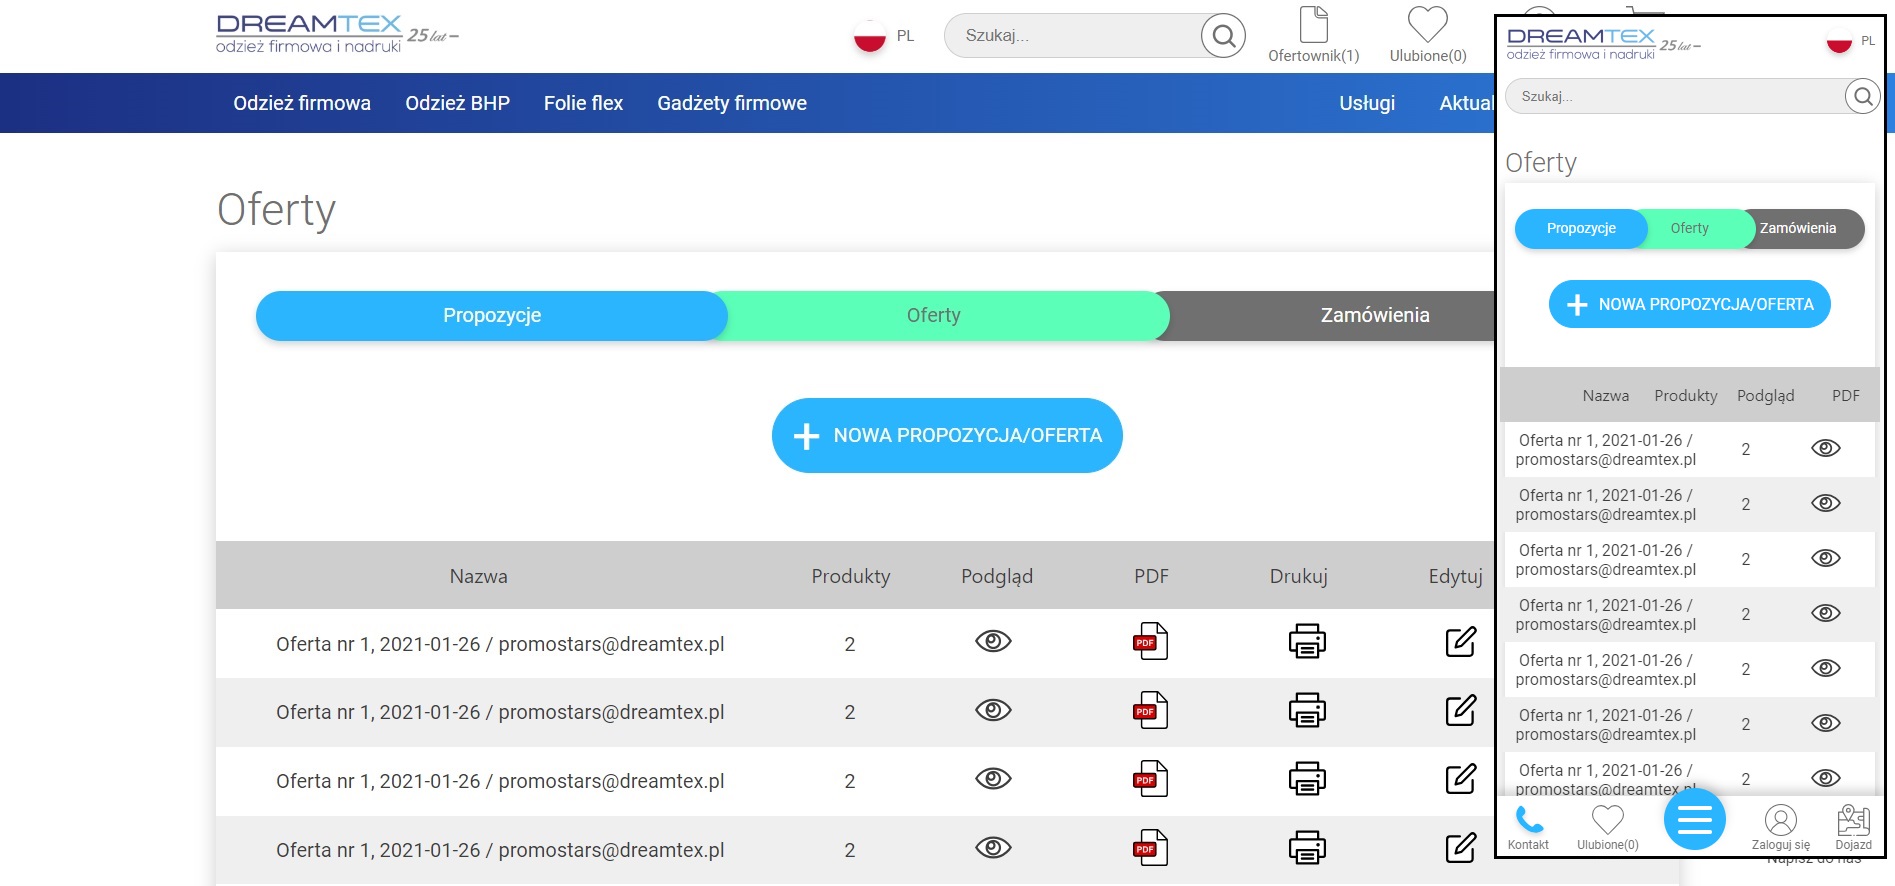 DREAMTEX
odzież firmowa i nadruki
25 lat
PL
Szukaj...
Ofertownik(1)
Ulubione(0)
Odzież firmowa
Odzież BHP
Folie flex
Gadżety firmowe
Usługi
Oferty
Propozycje
Oferty
Zamówienia
NOWA PROPOZYCJA/OFERTA
Nazwa
Produkty
Podgląd
PDF
Drukuj
Edytuj
Oferta nr 1, 2021-01-26 / promostars@dreamtex.pl
2
PDF
Oferta nr 1, 2021-01-26 / promostars@dreamtex.pl
2
PDF
Oferta nr 1, 2021-01-26 / promostars@dreamtex.pl
2
PDF
Oferta nr 1, 2021-01-26 / promostars@dreamtex.pl
2
PDF
DREAMTEX
odzież firmowa i nadruki
25 lat
PL
Szukaj...
Oferty
Propozycje
Oferty
Zamówienia
NOWA PROPOZYCJA/OFERTA
Nazwa
Produkty
Podgląd
PDF
Oferta nr 1, 2021-01-26 /
promostars@dreamtex.pl
2
Oferta nr 1, 2021-01-26 /
promostars@dreamtex.pl
2
Oferta nr 1, 2021-01-26 /
promostars@dreamtex.pl
2
Oferta nr 1, 2021-01-26 /
promostars@dreamtex.pl
2
Oferta nr 1, 2021-01-26 /
promostars@dreamtex.pl
2
Oferta nr 1, 2021-01-26 /
promostars@dreamtex.pl
2
Oferta nr 1, 2021-01-26 /
promostars@dreamtex.pl
2
Kontakt
Ulubione(0)
Zaloguj się
Dojazd
Napisz do nas